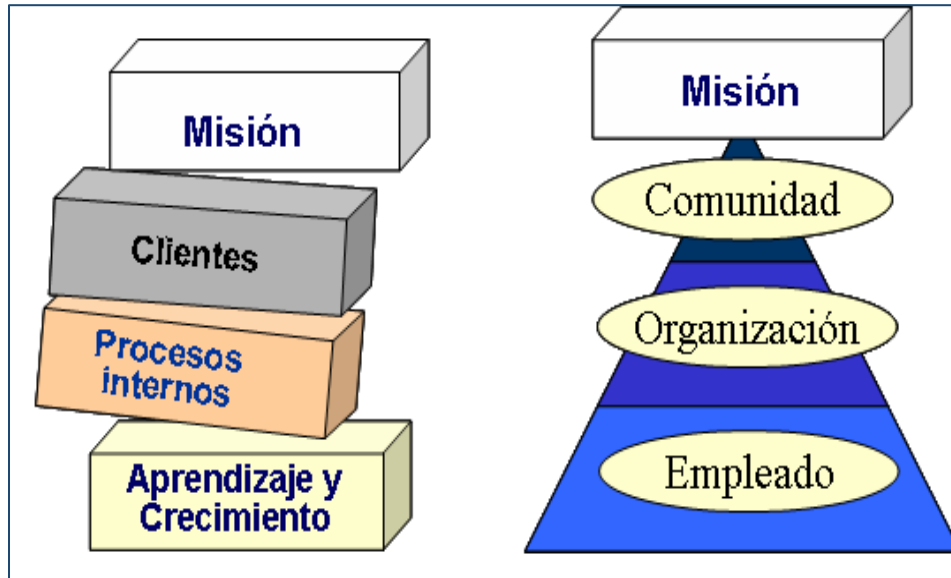 Misión
Clientes
Procesos
internos
Aprendizaje y
Crecimiento
Misión
Comunidad
Organización
Empleado